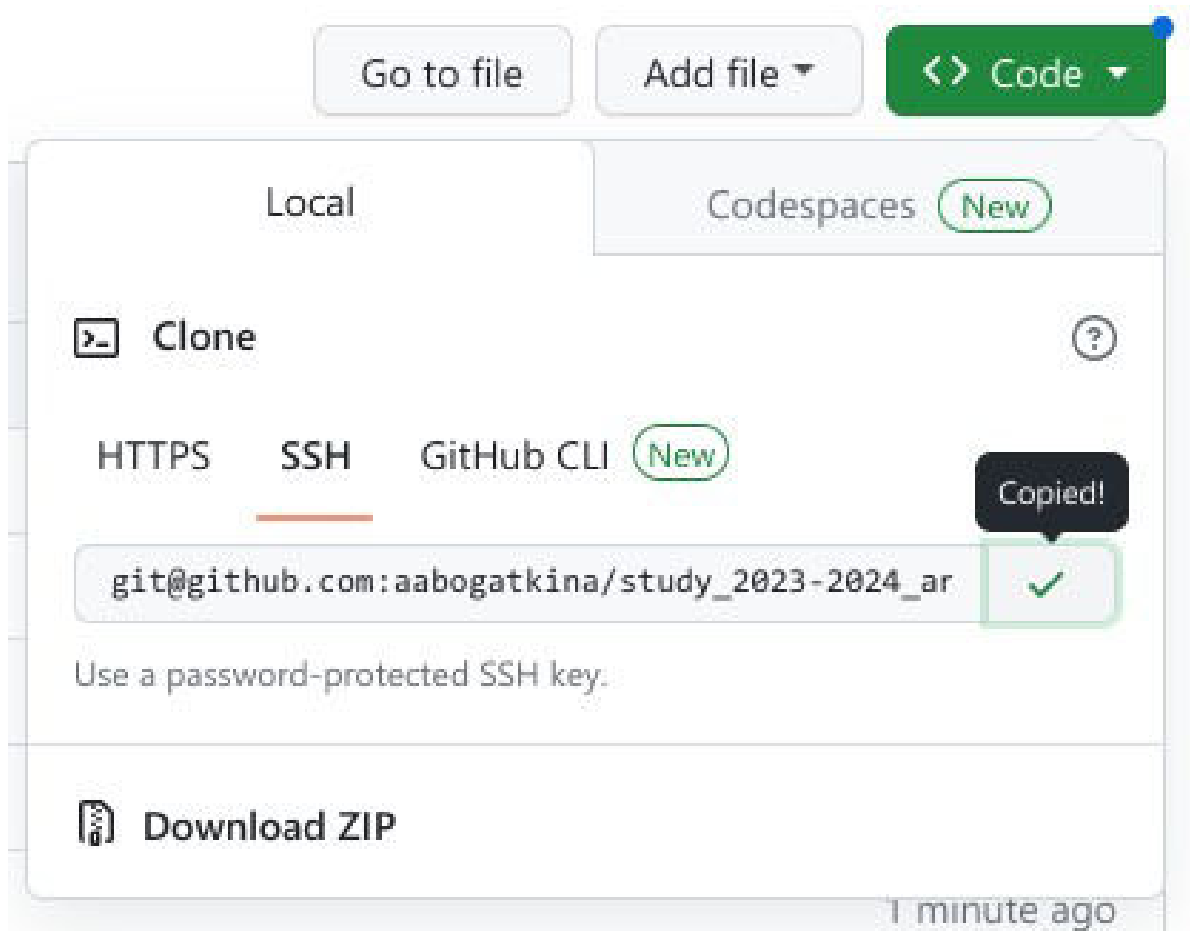 Go to file Add file Code
Local Codespaces New
Clone
HTTPS SSH GitHub CLI New
Copied!
git@github.com:aabogatkina/study_2023-2024_ar
Use a password-protected SSH key.
Download ZIP
1 minute ago